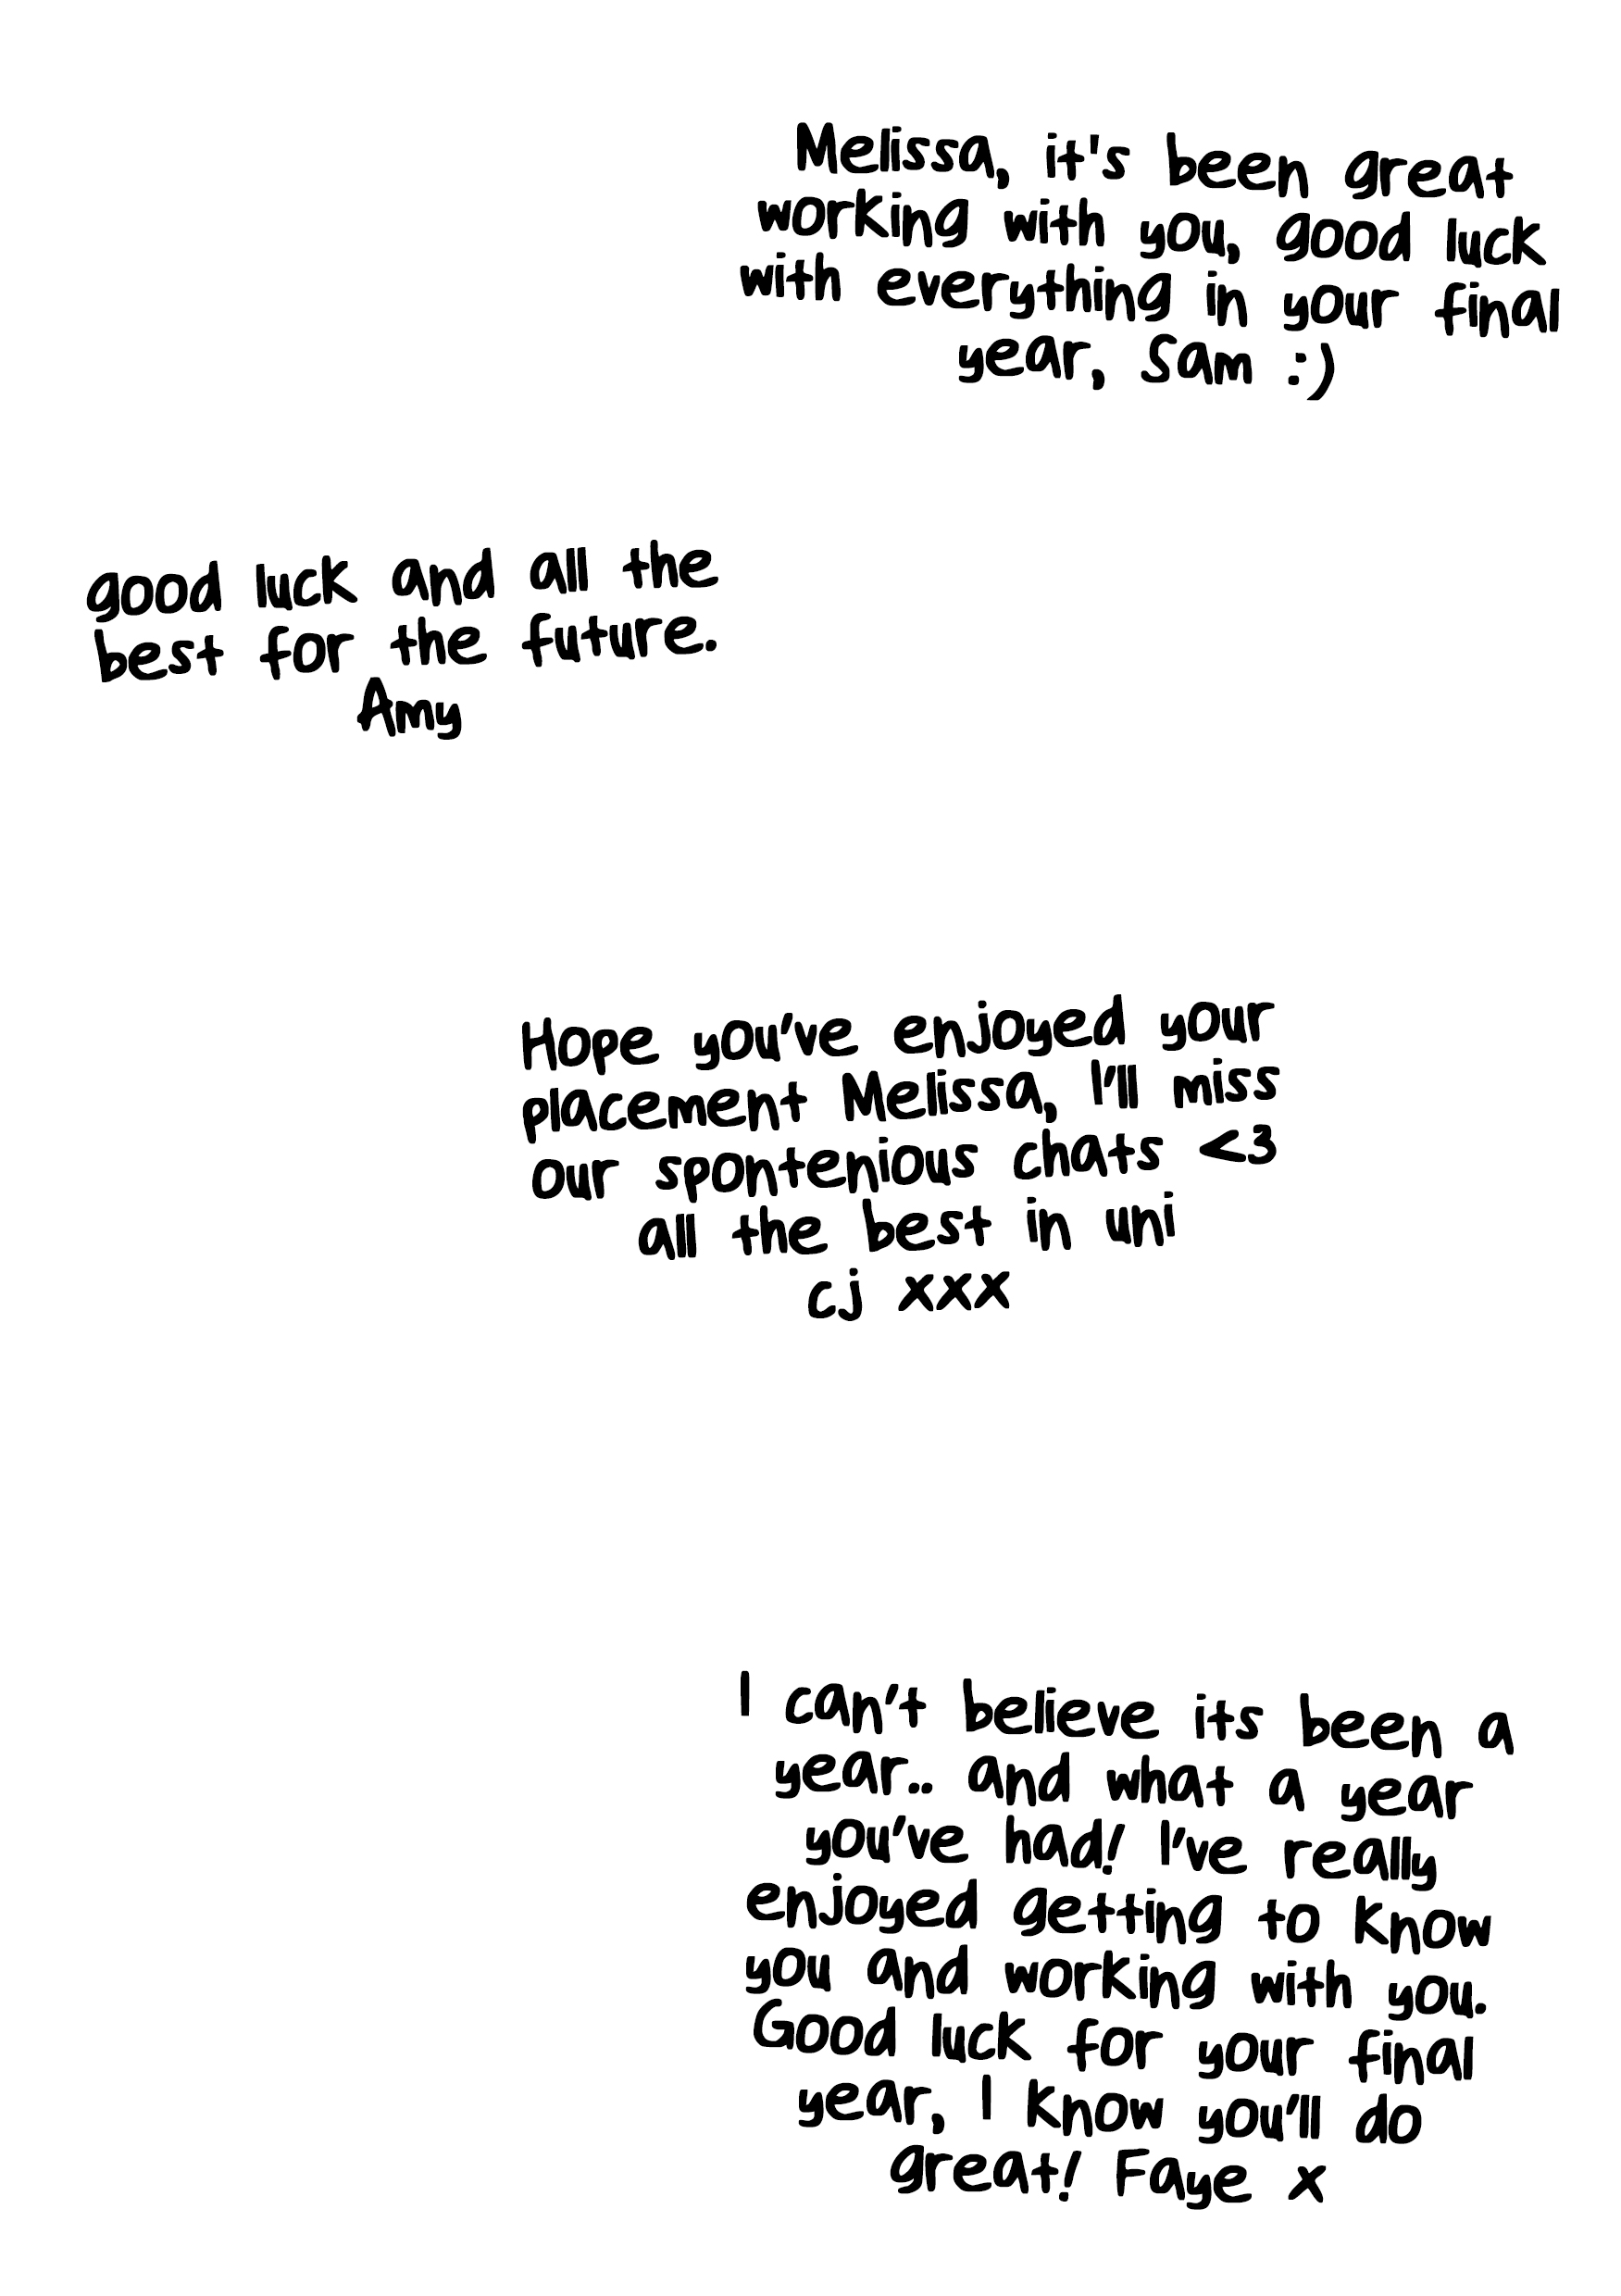 Melissa, it's been great
working with you, good luck
with everything in your final
year, Sam :)
good luck and all the
best for the future.
Amy
Hope you've enjoyed your
placement Melissa, I'll miss
our spontenious chats <3
all the best in uni
cj xxx
I can't believe its been a
year.. and what a year
you've had! I've really
enjoyed getting to know
you and working with you.
Good luck for your final
year, I know you'll do
great! Faye x